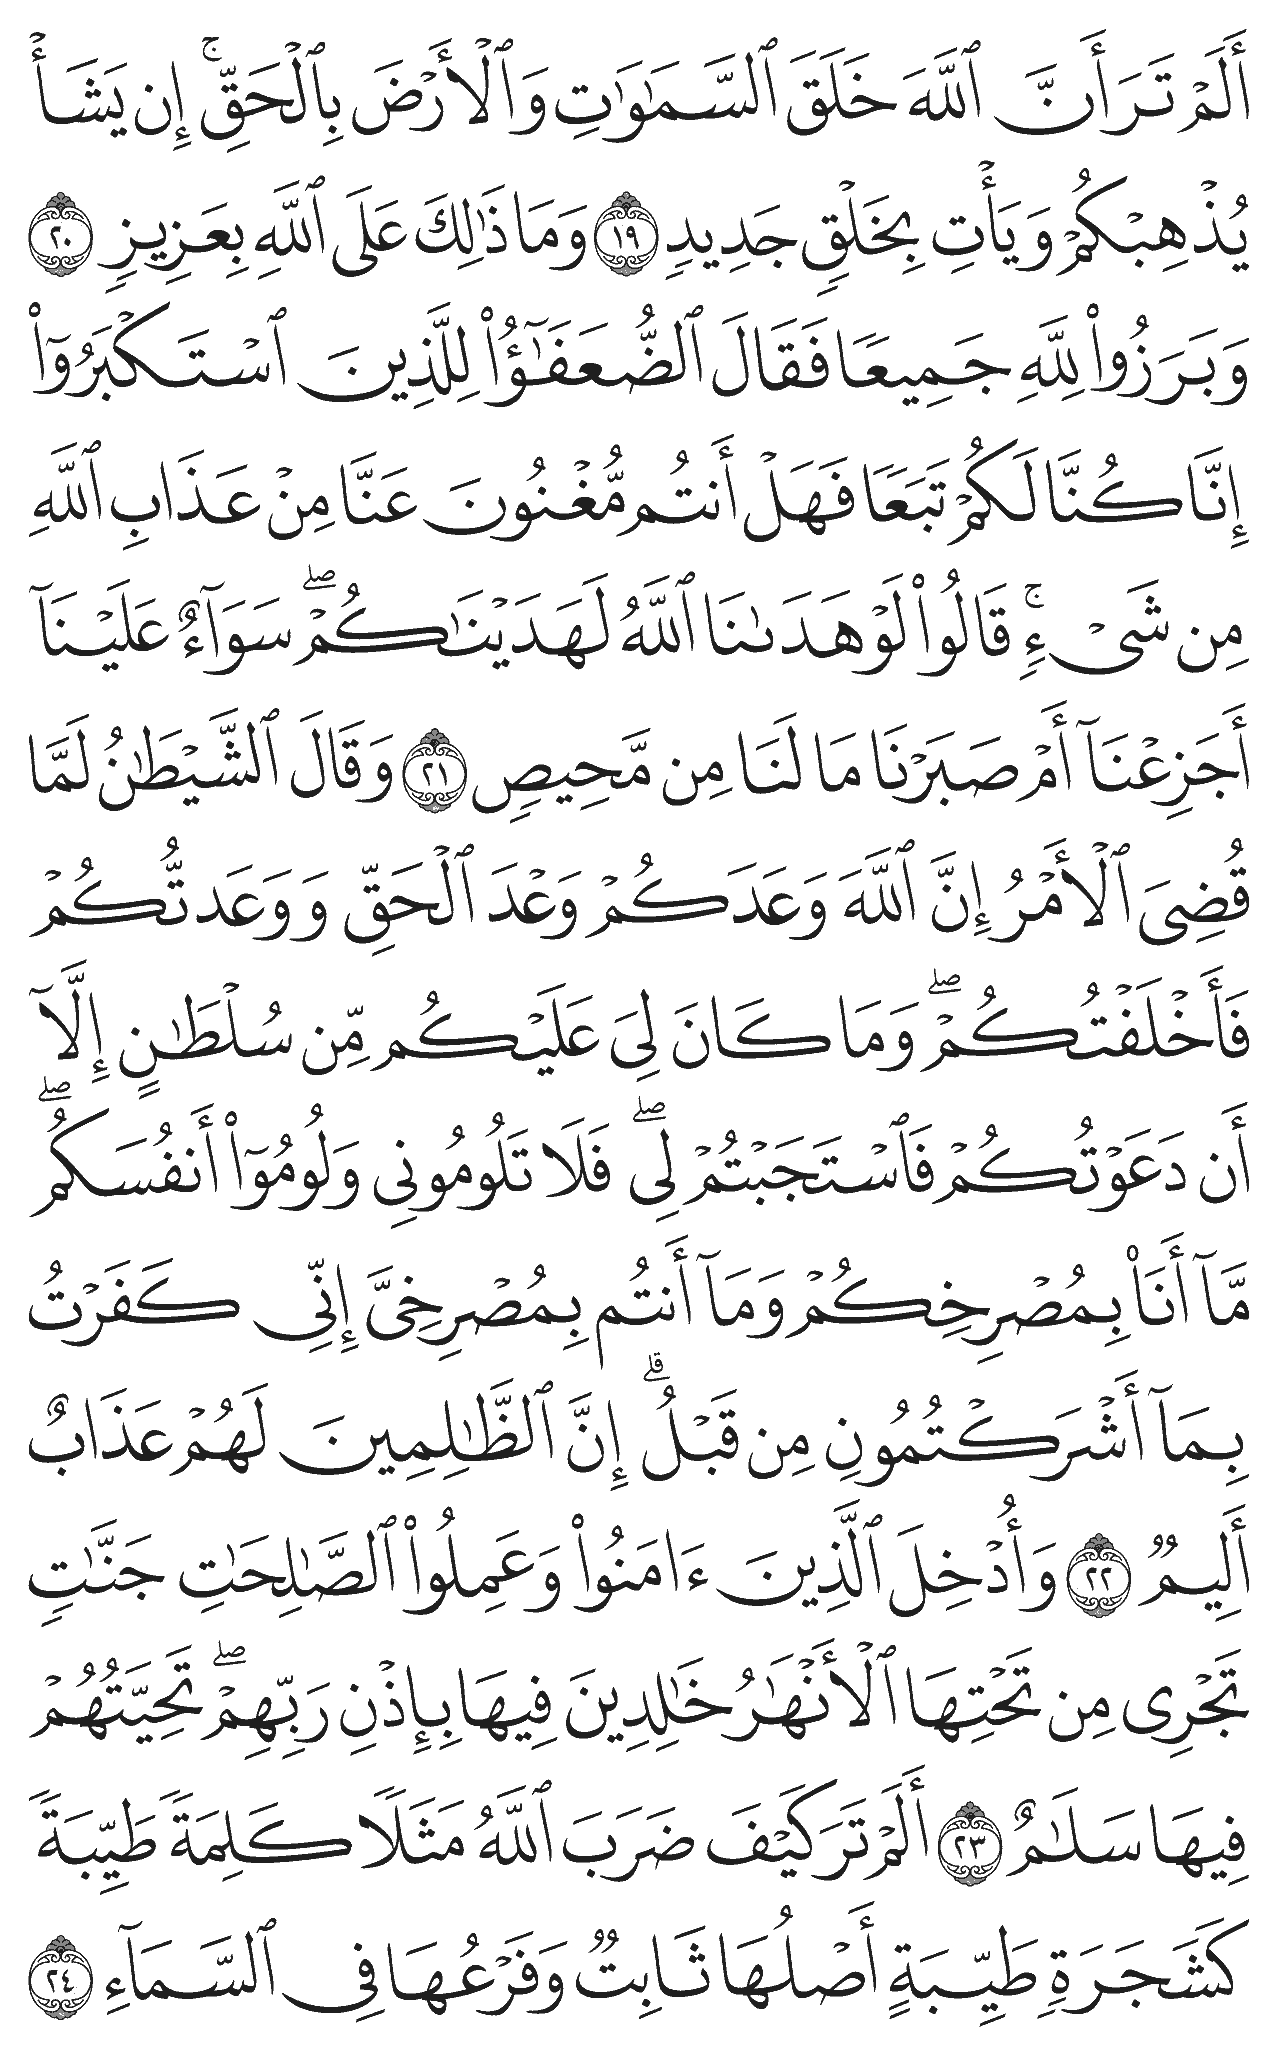 أَلَمۡ تَرَ أَنَّ ٱللَّهَ خَلَقَ ٱلسَّمَٰوَٰتِ وَٱلۡأَرۡضَ بِٱلۡحَقِّۚ إِن يَشَأۡ
يُذۡهِبۡكُمۡ وَيَأۡتِ بِخَلۡقٖ جَدِيدٖ ١٩ وَمَا ذَٰلِكَ عَلَى ٱللَّهِ بِعَزِيزٖ ٢٠
وَبَرَزُواْ لِلَّهِ جَمِيعٗا فَقَالَ ٱلضُّعَفَٰٓؤُاْ لِلَّذِينَ ٱسۡتَكۡبَرُوٓاْ
إِنَّا كُنَّا لَكُمۡ تَبَعٗا فَهَلۡ أَنتُم مُّغۡنُونَ عَنَّا مِنۡ عَذَابِ ٱللَّهِ
مِن شَيۡءٖۚ قَالُواْ لَوۡ هَدَىٰنَا ٱللَّهُ لَهَدَيۡنَٰكُمۡۖ سَوَآءٌ عَلَيۡنَآ
أَجَزِعۡنَآ أَمۡ صَبَرۡنَا مَا لَنَا مِن مَّحِيصٖ ٢١ وَقَالَ ٱلشَّيۡطَٰنُ لَمَّا
قُضِيَ ٱلۡأَمۡرُ إِنَّ ٱللَّهَ وَعَدَكُمۡ وَعۡدَ ٱلۡحَقِّ وَوَعَدتُّكُمۡ
فَأَخۡلَفۡتُكُمۡۖ وَمَا كَانَ لِيَ عَلَيۡكُم مِّن سُلۡطَٰنٍ إِلَّآ
أَن دَعَوۡتُكُمۡ فَٱسۡتَجَبۡتُمۡ لِيۖ فَلَا تَلُومُونِي وَلُومُوٓاْ أَنفُسَكُمۖ
مَّآ أَنَا۠ بِمُصۡرِخِكُمۡ وَمَآ أَنتُم بِمُصۡرِخِيَّ إِنِّي كَفَرۡتُ
بِمَآ أَشۡرَكۡتُمُونِ مِن قَبۡلُۗ إِنَّ ٱلظَّٰلِمِينَ لَهُمۡ عَذَابٌ
أَلِيمٞ ٢٢ وَأُدۡخِلَ ٱلَّذِينَ ءَامَنُواْ وَعَمِلُواْ ٱلصَّٰلِحَٰتِ جَنَّٰتٖ
تَجۡرِي مِن تَحۡتِهَا ٱلۡأَنۡهَٰرُ خَٰلِدِينَ فِيهَا بِإِذۡنِ رَبِّهِمۡۖ تَحِيَّتُهُمۡ
فِيهَا سَلَٰمٌ ٢٣ أَلَمۡ تَرَ كَيۡفَ ضَرَبَ ٱللَّهُ مَثَلٗا كَلِمَةٗ طَيِّبَةٗ
كَشَجَرَةٖ طَيِّبَةٍ أَصۡلُهَا ثَابِتٞ وَفَرۡعُهَا فِي ٱلسَّمَآءِ ٢٤